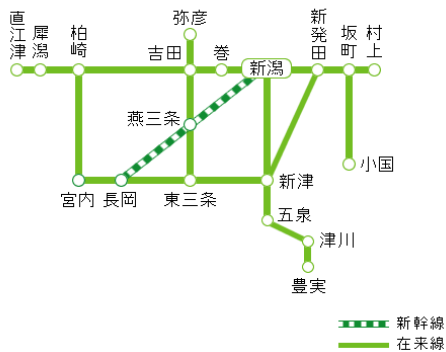 直江津
犀潟
柏崎
弥彦
吉田
巻
新潟
新発田
坂町
村上
燕三条
小国
宮内
長岡
東三条
新津
五泉
津川
豊実
新幹線
在来線